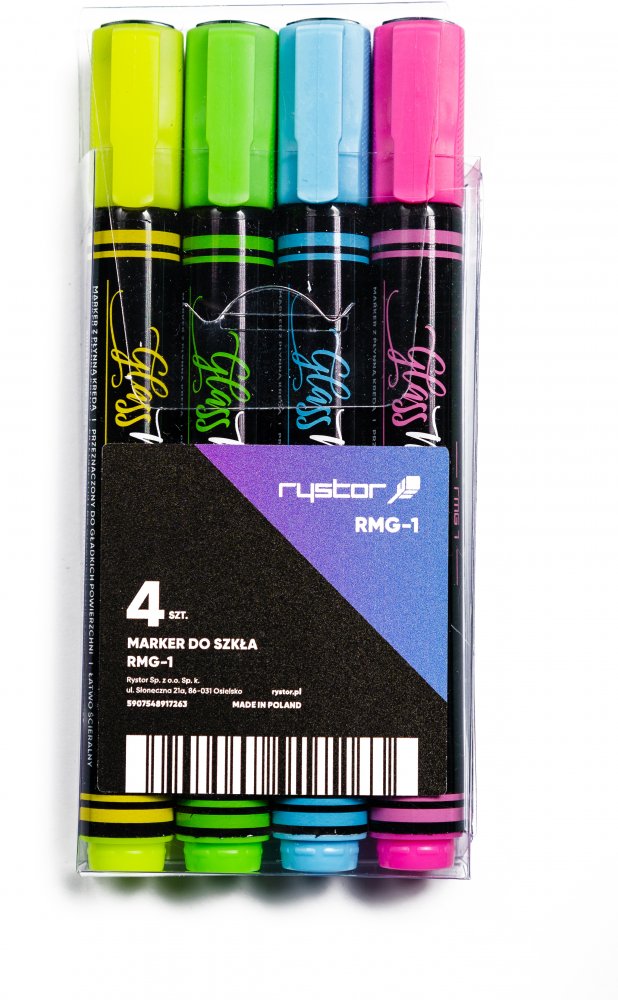 MARKER Z PŁYNNĄ KREDĄ | PRZEZNACZONY DO GŁADKICH POWIERZCHNI | ŁATWO ŚCIERALNY
Glass
Glass
Glass
Glass
RMG 1
rystor
RMG-1
4 SZT.
MARKER DO SZKŁA
RMG-1
Rystor Sp. z o.o. Sp. k.
ul. Słoneczna 21a, 86-031 Osielsko rystor.pl
5907548917263 MADE IN POLAND